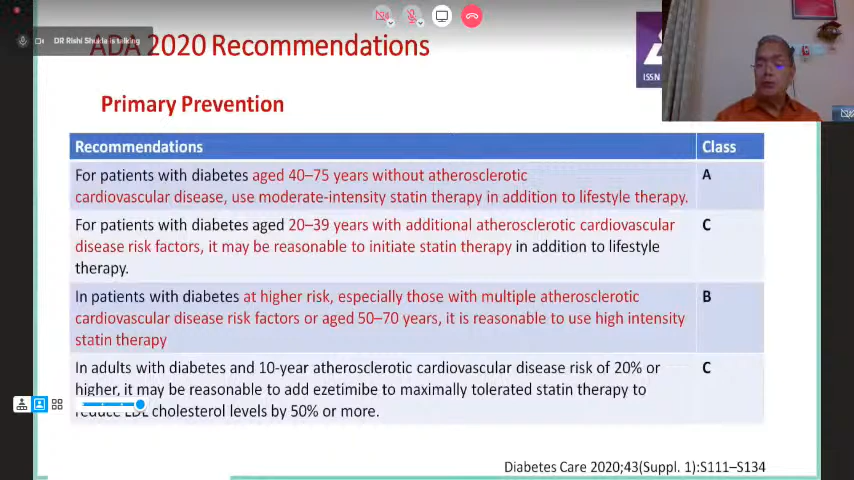 DR Rishi Shukla is talking
ADA 2020 Recommendations
ISSN
Primary Prevention
Recommendations
Class
For patients with diabetes aged 40–75 years without atherosclerotic
cardiovascular disease, use moderate-intensity statin therapy in addition to lifestyle therapy.
A
For patients with diabetes aged 20–39 years with additional atherosclerotic cardiovascular
disease risk factors, it may be reasonable to initiate statin therapy in addition to lifestyle
therapy.
C
In patients with diabetes at higher risk, especially those with multiple atherosclerotic
cardiovascular disease risk factors or aged 50–70 years, it is reasonable to use high intensity
statin therapy
B
In adults with diabetes and 10-year atherosclerotic cardiovascular disease risk of 20% or
higher, it may be reasonable to add ezetimibe to maximally tolerated statin therapy to
reduce LDL cholesterol levels by 50% or more.
C
Diabetes Care 2020;43(Suppl. 1):S111–S134